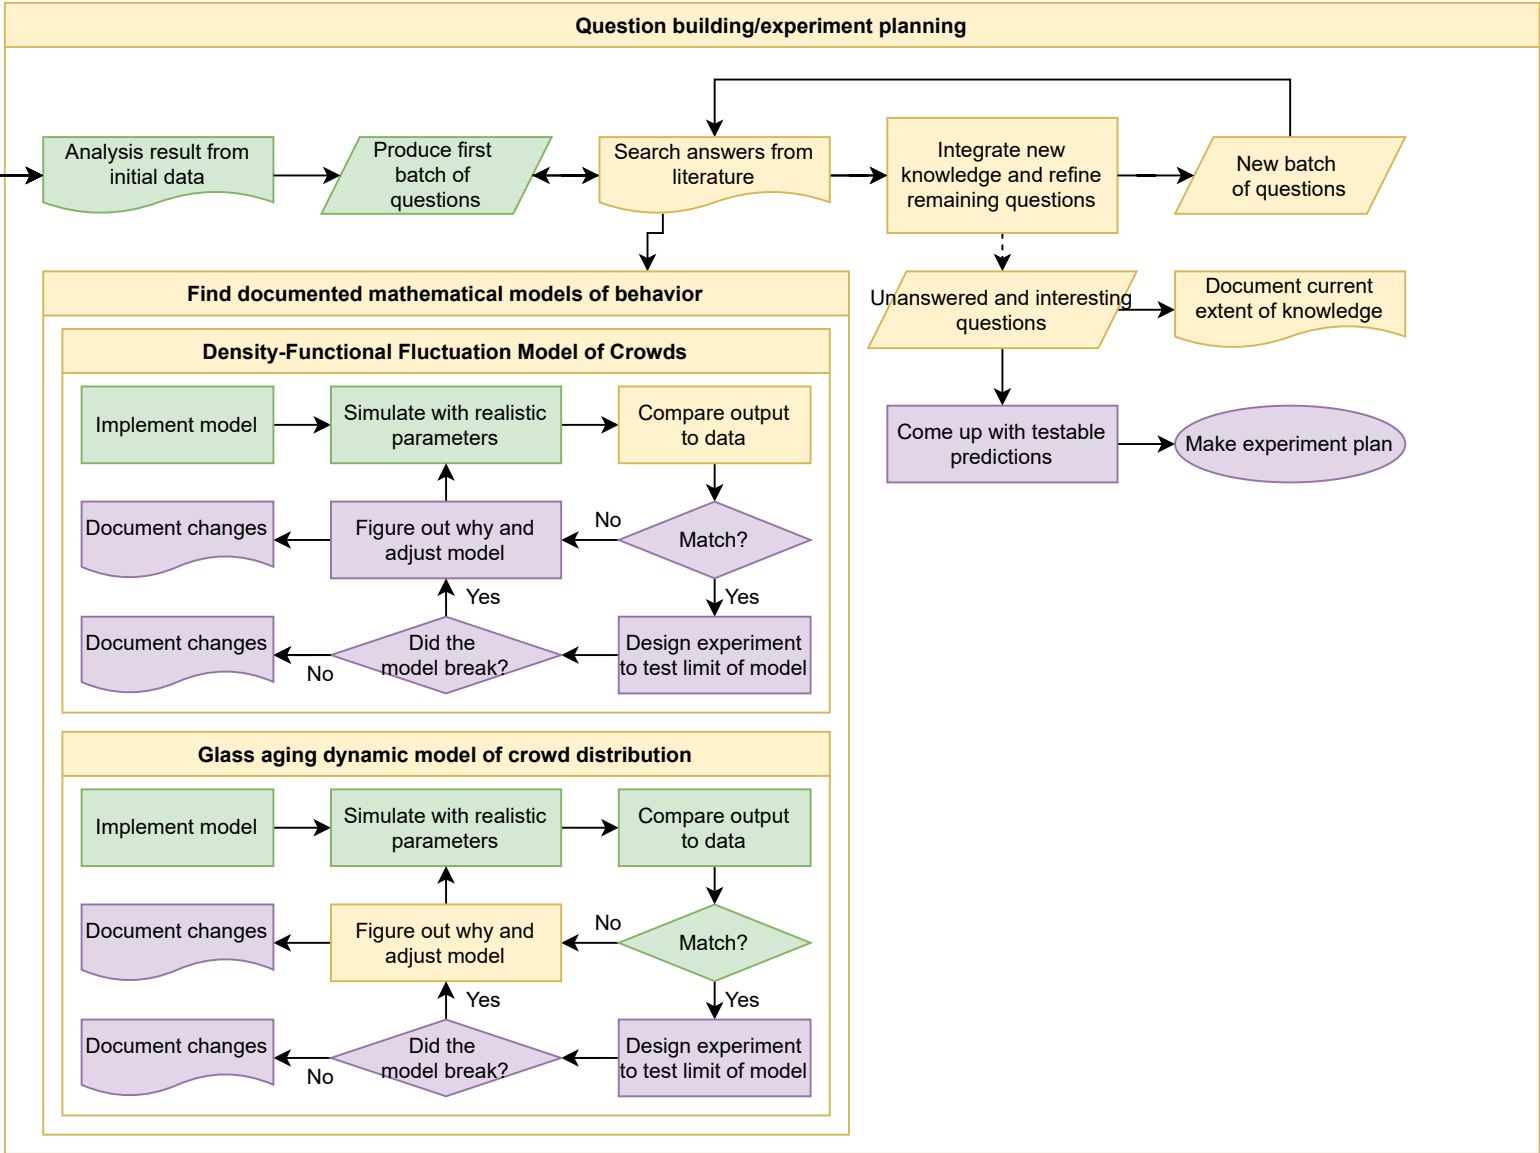 Question building/experiment planning
Analysis result from
initial data
Produce first
batch of
questions
Search answers from
literature
Integrate new
knowledge and refine
remaining questions
New batch
of questions
Unanswered and interesting
questions
Document current
extent of knowledge
Come up with testable
predictions
Make experiment plan
Find documented mathematical models of behavior
Density-Functional Fluctuation Model of Crowds
Implement model
Simulate with realistic
parameters
Compare output
to data
Document changes
Figure out why and
adjust model
No
Match?
Yes
Yes
Document changes
No
Did the
model break?
Design experiment
to test limit of model
Glass aging dynamic model of crowd distribution
Implement model
Simulate with realistic
parameters
Compare output
to data
Document changes
Figure out why and
adjust model
No
Match?
Yes
Yes
Document changes
No
Did the
model break?
Design experiment
to test limit of model